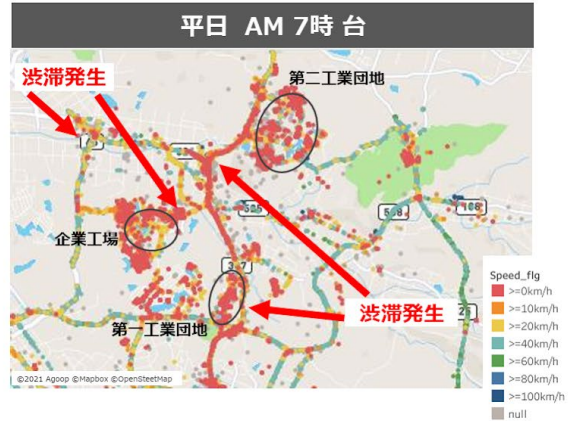 平日 AM 7時 台
渋滞発生
第二工業団地
企業工場
渋滞発生
第一工業団地
Speed_flg
>=0km/h
>=10km/h
>=20km/h
>=40km/h
>=60km/h
>=80km/h
>=100km/h
null
©2021 Agoop ©Mapbox ©OpenSteetMap